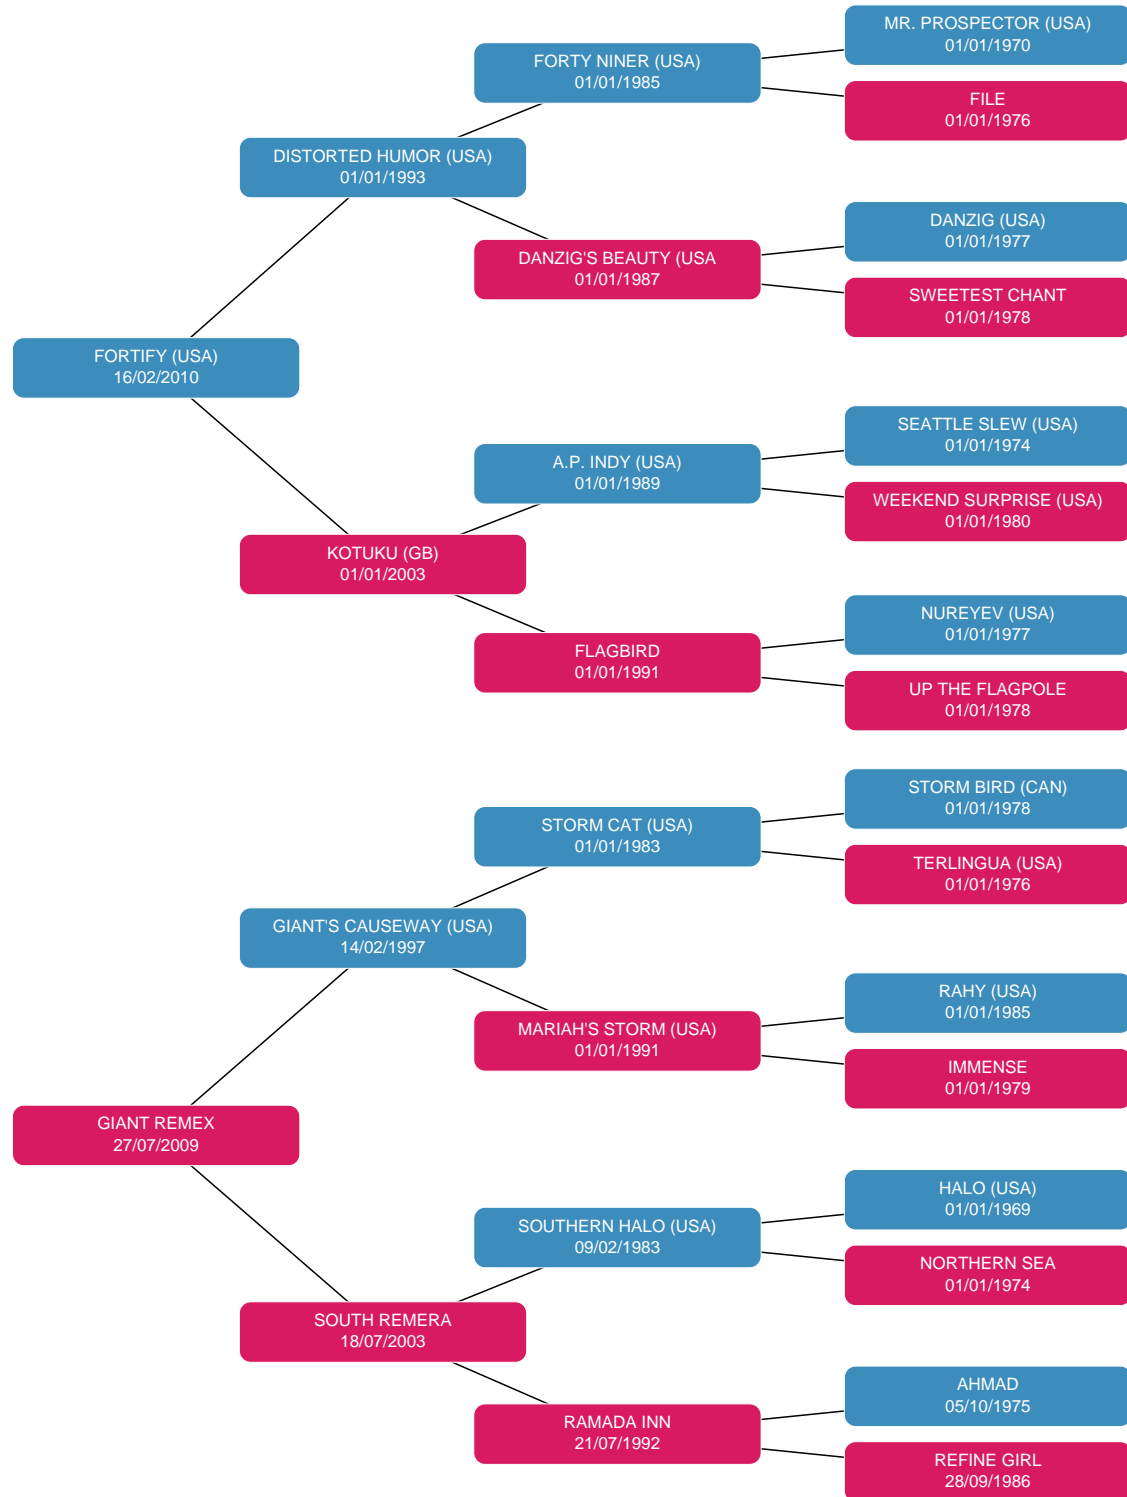 MR. PROSPECTOR (USA)
01/01/1970
FORTY NINER (USA)
01/01/1985
FILE
01/01/1976
DISTORTED HUMOR (USA)
01/01/1993
DANZIG (USA)
01/01/1977
DANZIG'S BEAUTY (USA
01/01/1987
SWEETEST CHANT
01/01/1978
FORTIFY (USA)
16/02/2010
SEATTLE SLEW (USA)
01/01/1974
A.P. INDY (USA)
01/01/1989
WEEKEND SURPRISE (USA)
01/01/1980
KOTUKU (GB)
01/01/2003
NUREYEV (USA)
01/01/1977
FLAGBIRD
01/01/1991
UP THE FLAGPOLE
01/01/1978
STORM BIRD (CAN)
01/01/1978
STORM CAT (USA)
01/01/1983
TERLINGUA (USA)
01/01/1976
GIANT'S CAUSEWAY (USA)
14/02/1997
RAHY (USA)
01/01/1985
MARIAH'S STORM (USA)
01/01/1991
IMMENSE
01/01/1979
GIANT REMEX
27/07/2009
HALO (USA)
01/01/1969
SOUTHERN HALO (USA)
09/02/1983
NORTHERN SEA
01/01/1974
SOUTH REMERA
18/07/2003
AHMAD
05/10/1975
RAMADA INN
21/07/1992
REFINE GIRL
28/09/1986